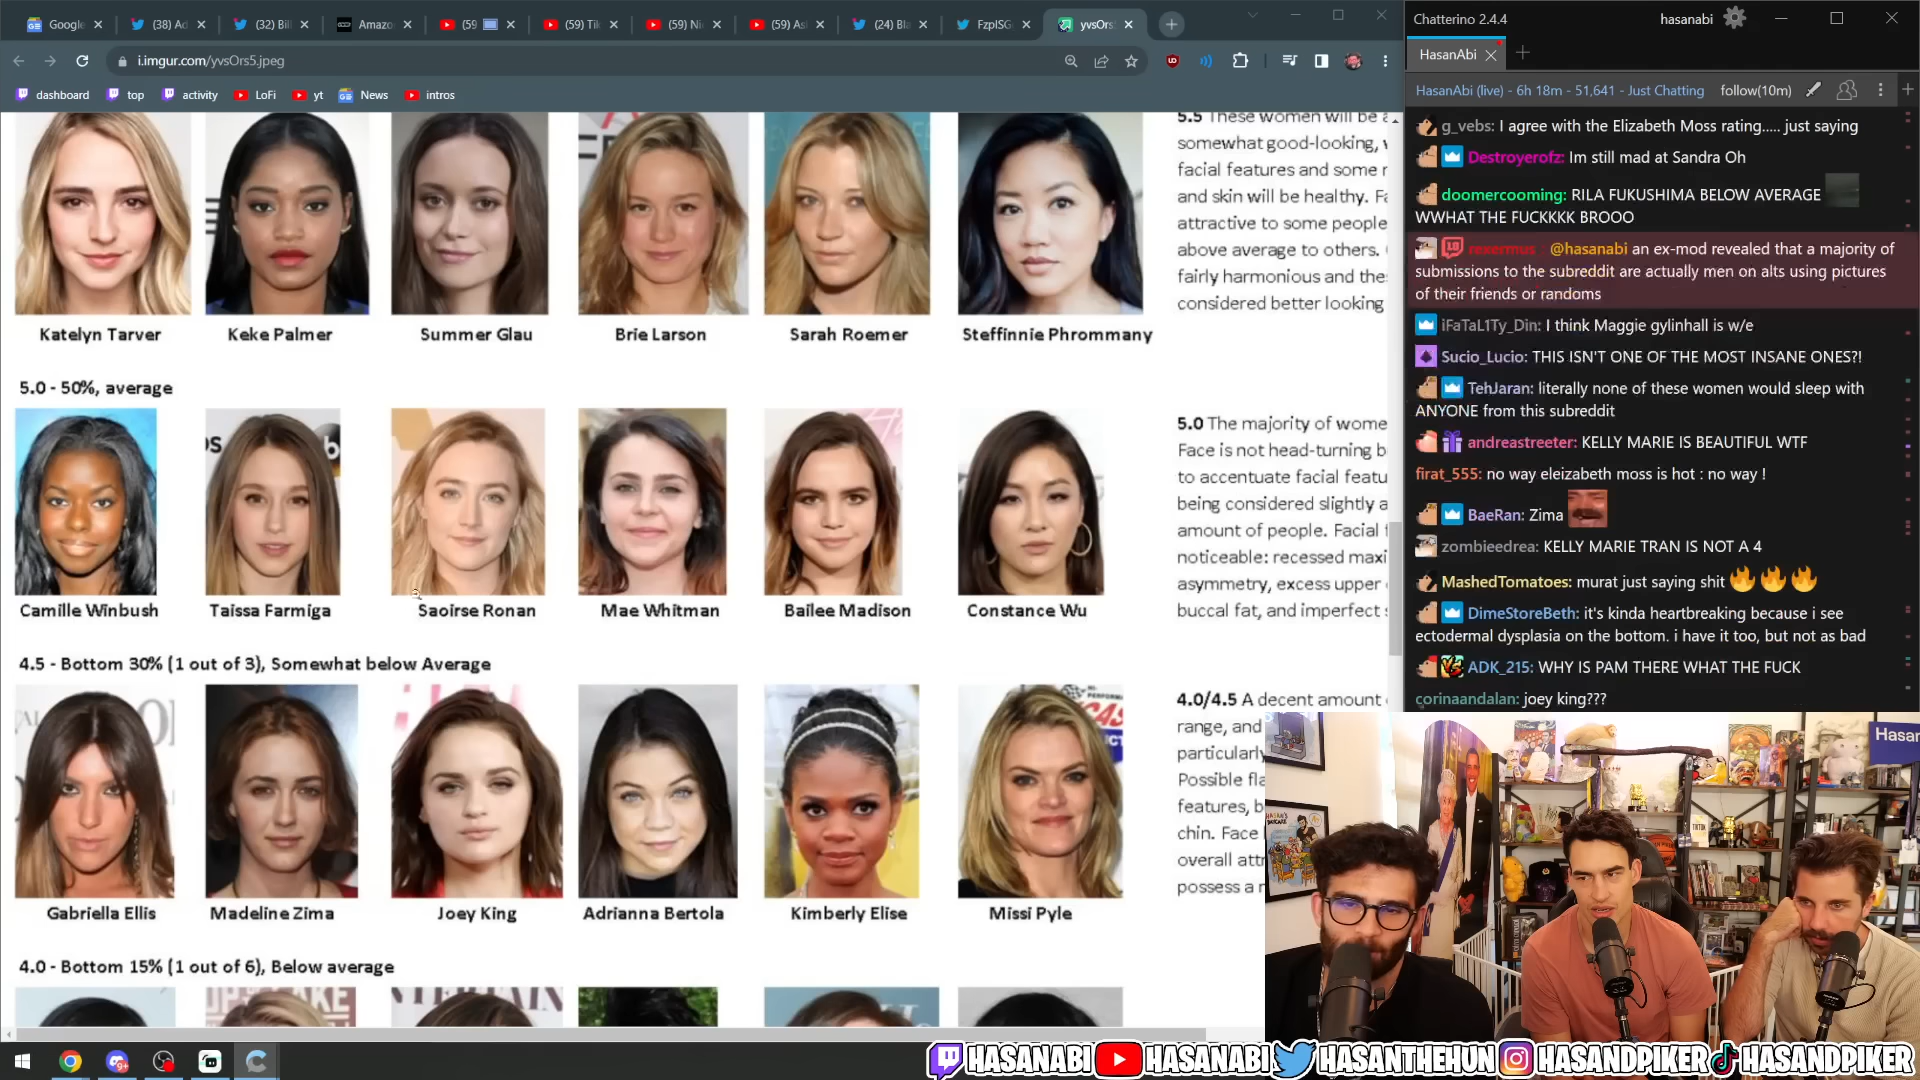 Google
(38) Ad
(32) Bil
Amazo
(59)
(59) Tik
(59) Ni
(59) As
(24) Bla
FzplSG
yvsOrs
i.imgur.com/yvsOrs5.jpeg
dashboard
top
activity
LoFi
yt
News
intros
Katelyn Tarver
Keke Palmer
Summer Glau
Brie Larson
Sarah Roemer
Steffinnie Phrommany
5.5 These women will be a
somewhat good-looking,
facial features and some
and skin will be healthy. Fa
attractive to some people
above average to others.
fairly harmonious and the
considered better looking
5.0 - 50%, average
Camille Winbush
Taissa Farmiga
Saoirse Ronan
Mae Whitman
Bailee Madison
Constance Wu
5.0 The majority of wome
Face is not head-turning b
to accentuate facial featu
being considered slightly a
amount of people. Facial
noticeable: recessed maxi
asymmetry, excess upper
buccal fat, and imperfect
4.5 - Bottom 30% (1 out of 3), Somewhat below Average
Gabriella Ellis
Madeline Zima
Joey King
Adrianna Bertola
Kimberly Elise
Missi Pyle
4.0/4.5 A decent amount
range, and
particularly
Possible fla
features, b
chin. Face
overall attr
possess a
4.0 - Bottom 15% (1 out of 6), Below average
Chatterino 2.4.4
hasanabi
HasanAbi
HasanAbi (live) - 6h 18m - 51,641 - Just Chatting
follow(10m)
g_vebs: I agree with the Elizabeth Moss rating..... just saying
Destroyerofz: Im still mad at Sandra Oh
doomercooming: RILA FUKUSHIMA BELOW AVERAGE
WWHAT THE FUCKKKK BROOO
rexermus @hasanabi an ex-mod revealed that a majority of
submissions to the subreddit are actually men on alts using pictures
of their friends or randoms
iFaTaL1Ty_Din: I think Maggie gylinhall is w/e
Sucio_Lucio: THIS ISN'T ONE OF THE MOST INSANE ONES?!
TehJaran: literally none of these women would sleep with
ANYONE from this subreddit
andreastreeter: KELLY MARIE IS BEAUTIFUL WTF
firat_555: no way eleizabeth moss is hot : no way !
BaeRan: Zima
zombieedrea: KELLY MARIE TRAN IS NOT A 4
MashedTomatoes: murat just saying shit
DimeStoreBeth: it's kinda heartbreaking because i see
ectodermal dysplasia on the bottom. i have it too, but not as bad
ADK_215: WHY IS PAM THERE WHAT THE FUCK
corinaandalan: joey king???
Hasan
HASANABI
HASANABI
HASANTHEHUN
HASANDPIKER
HASANDPIKER